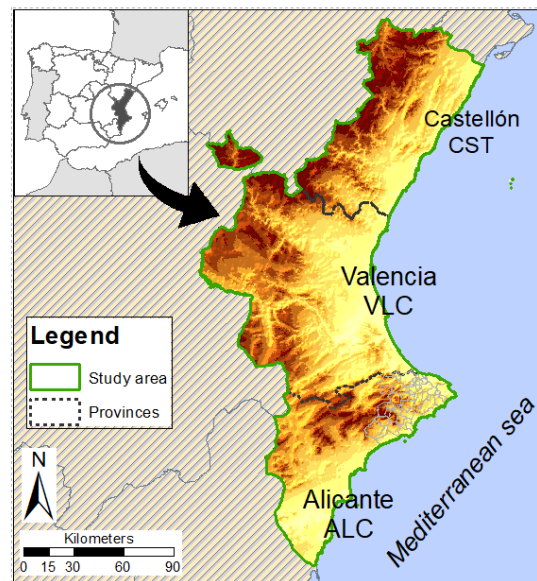 Castellón
CST
Valencia
VLC
Legend
Study area
Provinces
N
Kilometers
0 15 30 60 90
Alicante
ALC
Mediterranean sea